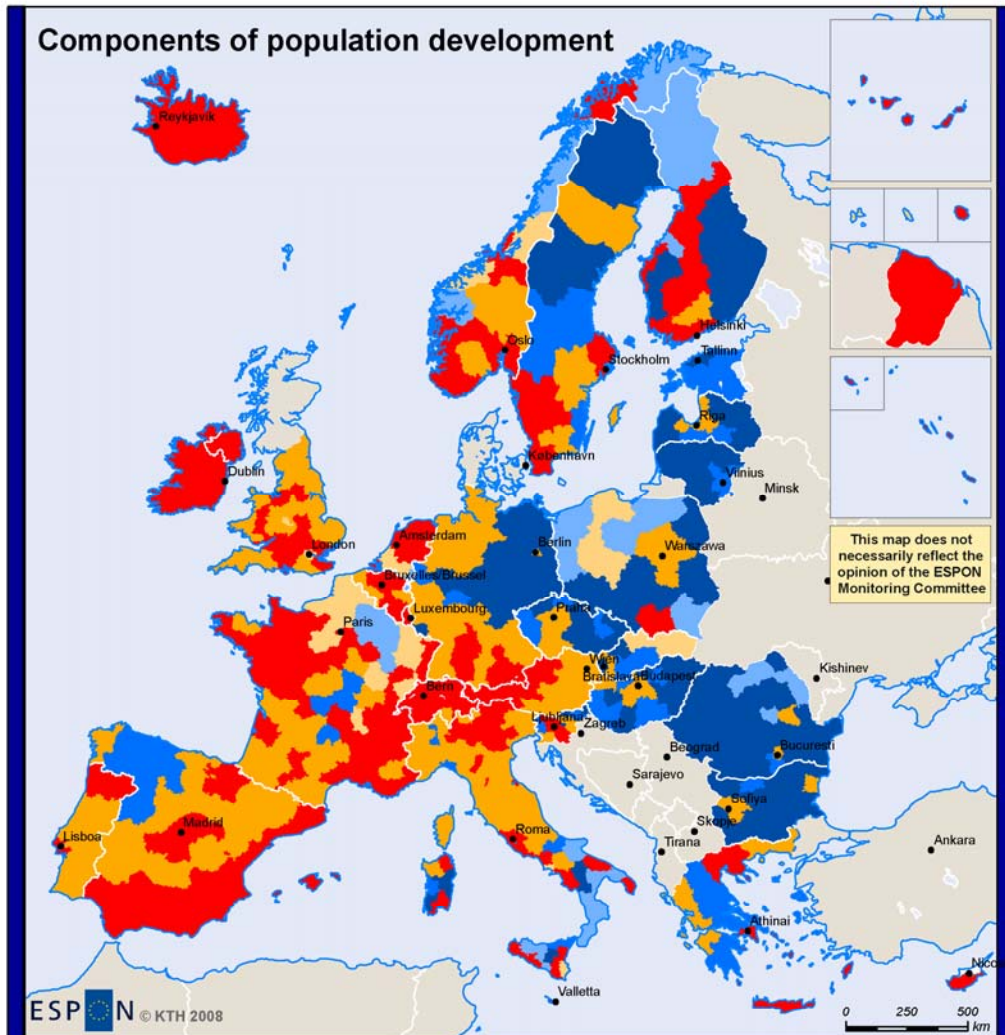 Components of population development
Reykjavik
Oslo
Helsinki
Tallinn
Stockholm
Riga
København
Vilnius
Minsk
Dublin
London
Amsterdam
Berlin
Warszawa
Bruxelles/Brussel
Luxembourg
Praha
Paris
Wien
Bratislava
Budapest
Kishinev
Bern
Ljubljana
Zagreb
Bucuresti
Beograd
Sarajevo
Sofiya
Skopje
Tirana
Roma
Madrid
Lisboa
Ankara
Athinai
Valletta
This map does not
necessarily reflect the
opinion of the ESPON
Monitoring Committee
ESPON © KTH 2008
0 250 500
km